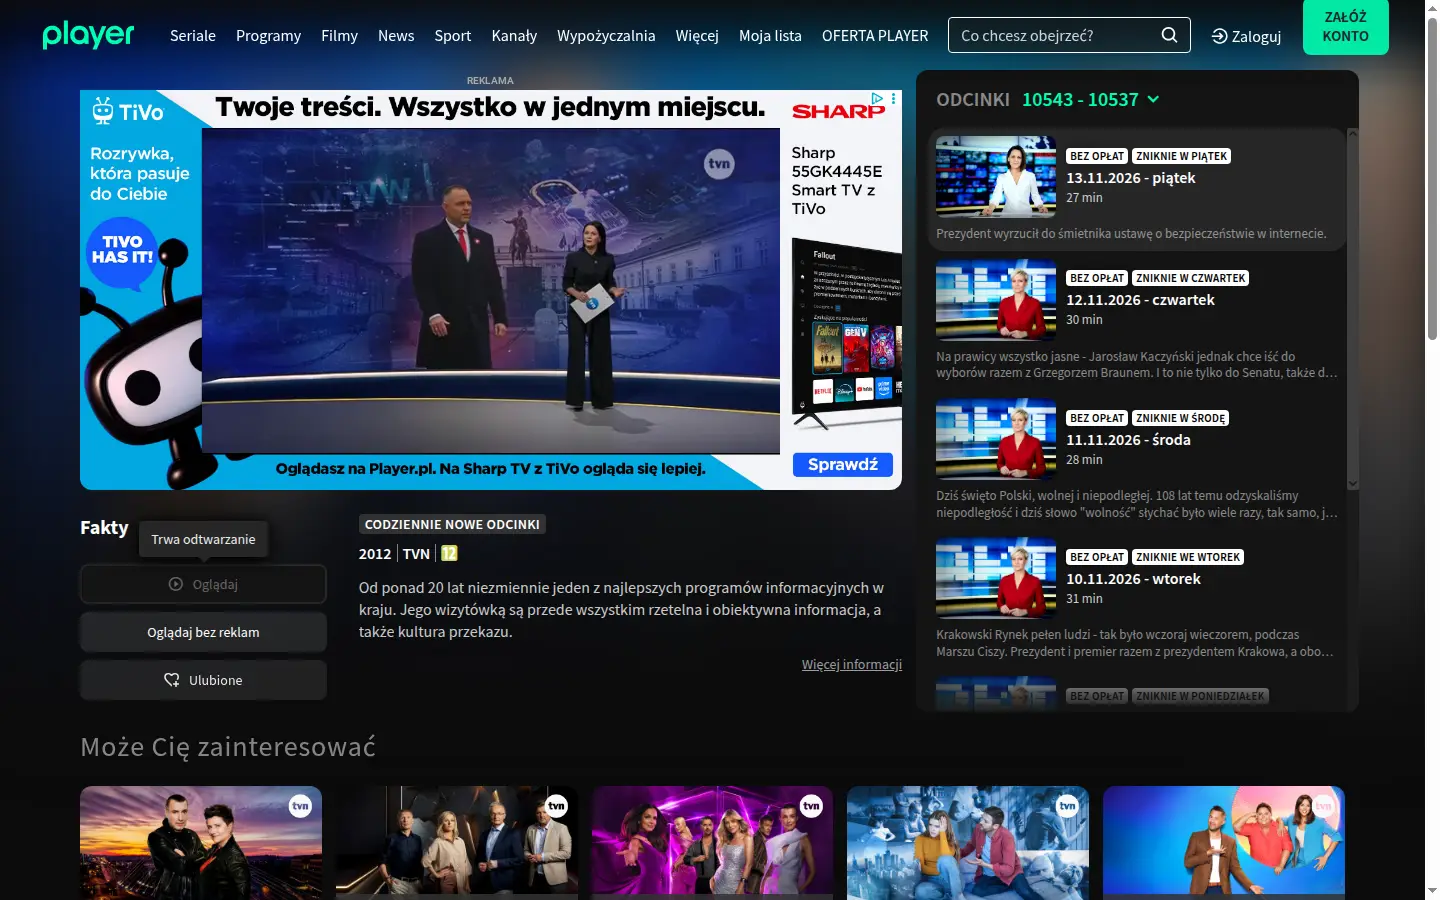 player
Seriale Programy Filmy News Sport Kanały Wypożyczalnia Więcej Moja lista OFERTA PLAYER
Co chcesz obejrzeć?
Zaloguj
ZAŁÓŻ
KONTO
REKLAMA
TiVo
Twoje treści. Wszystko w jednym miejscu.
SHARP
Rozrywka,
która pasuje
do Ciebie
TIVO
HAS IT!
tvn
Sharp
55GK4445E
Smart TV z
TiVo
Fallout
Sprawdź
Oglądasz na Player.pl. Na Sharp TV z TiVo ogląda się lepiej.
ODCINKI 10543 - 10537
BEZ OPŁAT ZNIKNIE W PIĄTEK
13.11.2026 - piątek
27 min
Prezydent wyrzucił do śmietnika ustawę o bezpieczeństwie w internecie.
BEZ OPŁAT ZNIKNIE W CZWARTEK
12.11.2026 - czwartek
30 min
Na prawicy wszystko jasne - Jarosław Kaczyński jednak chce iść do
wyborów razem z Grzegorzem Braunem. I to nie tylko do Senatu, także d...
BEZ OPŁAT ZNIKNIE W ŚRODĘ
11.11.2026 - środa
28 min
Dziś święto Polski, wolnej i niepodległej. 108 lat temu odzyskaliśmy
niepodległość i dziś słowo "wolność" słychać było wiele razy, tak samo, j...
BEZ OPŁAT ZNIKNIE WE WTOREK
10.11.2026 - wtorek
31 min
Krakowski Rynek pełen ludzi - tak było wczoraj wieczorem, podczas
Marszu Ciszy. Prezydent i premier razem z prezydentem Krakowa, a obo...
BEZ OPŁAT ZNIKNIE W PONIEDZIAŁEK
Fakty
Trwa odtwarzanie
Oglądaj
Oglądaj bez reklam
Ulubione
CODZIENNIE NOWE ODCINKI
2012 TVN 12
Od ponad 20 lat niezmiennie jeden z najlepszych programów informacyjnych w
kraju. Jego wizytówką są przede wszystkim rzetelna i obiektywna informacja, a
także kultura przekazu.
Więcej informacji
Może Cię zainteresować
tvn
tvn
tvn
tvn
tvn